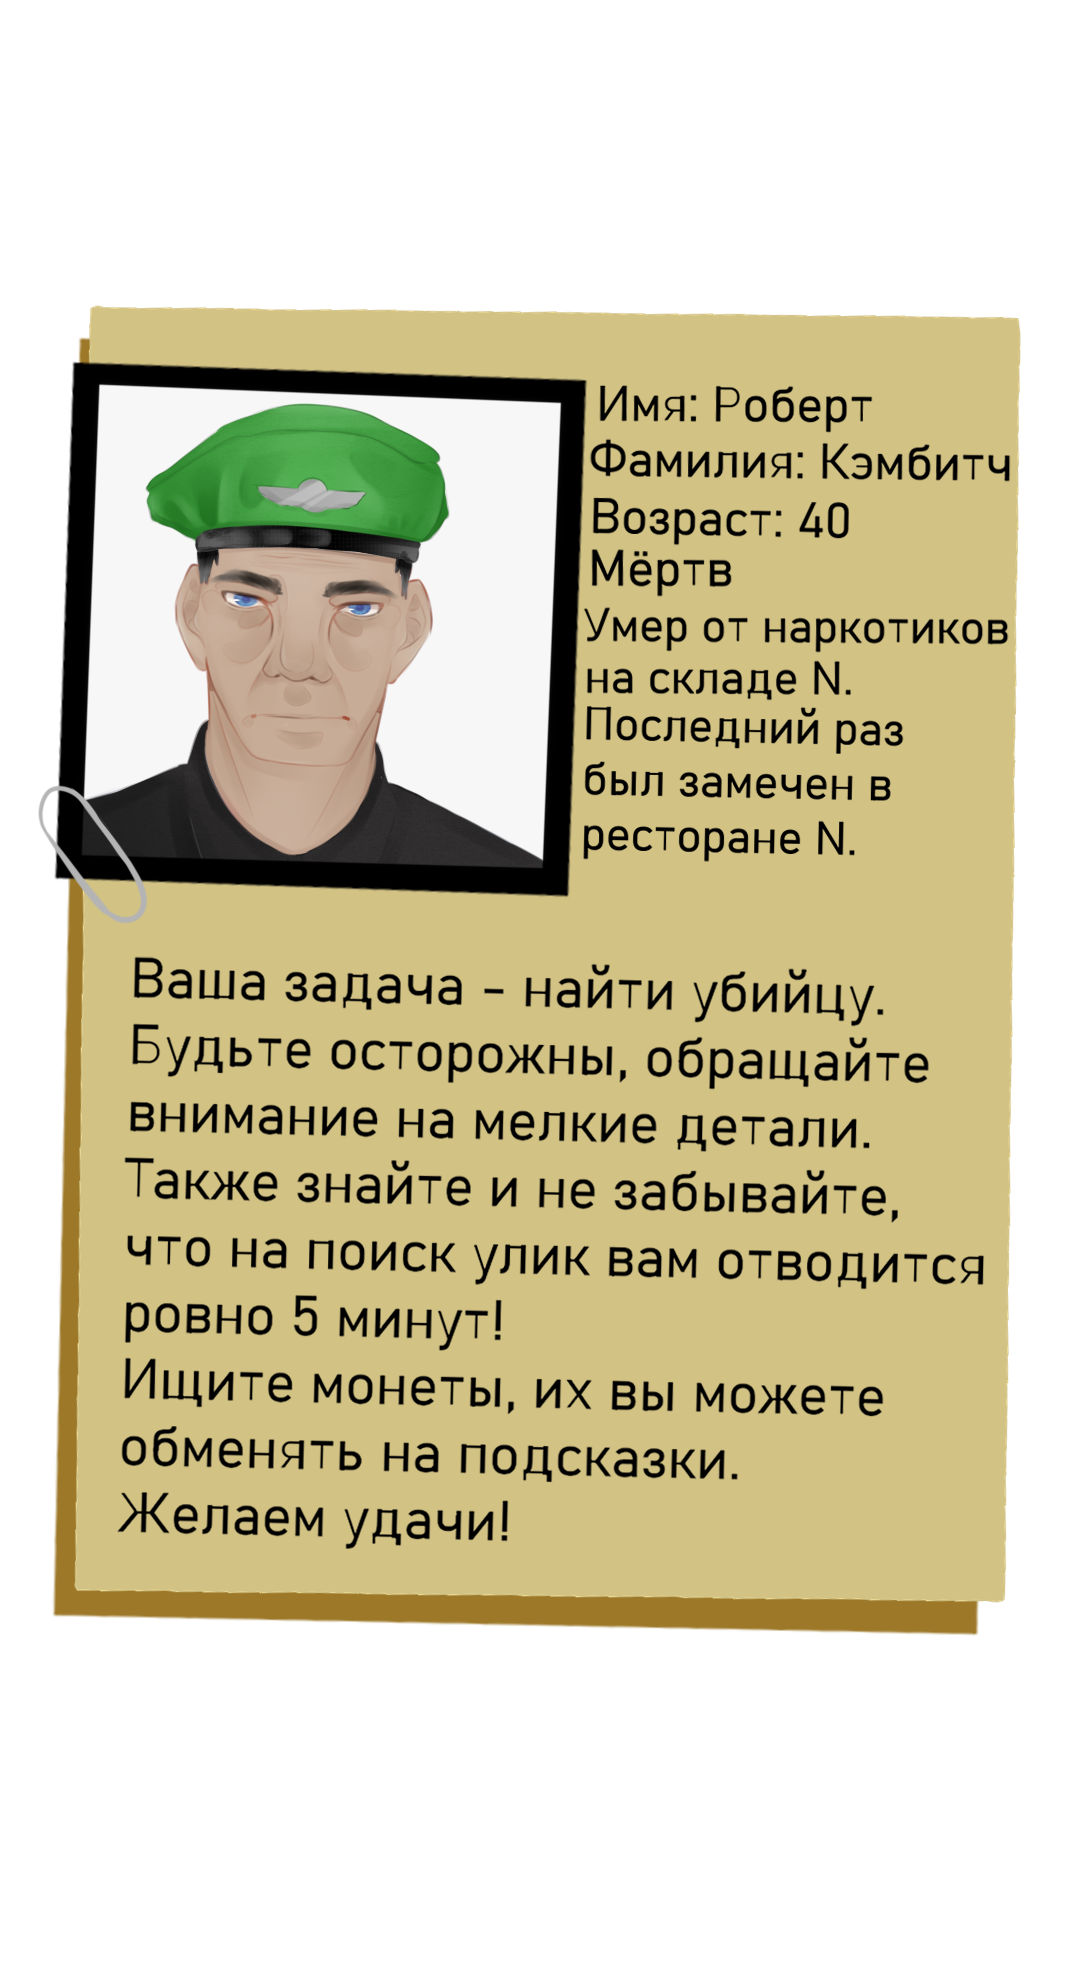 Имя: Роберт
Фамилия: Кэмбитч
Возраст: 40
Мёртв
Умер от наркотиков
на складе N.
Последний раз
был замечен в
ресторане N.
Ваша задача - найти убийцу.
Будьте осторожны, обращайте
внимание на мелкие детали.
Также знайте и не забывайте,
что на поиск улик вам отводится
ровно 5 минут!
Ищите монеты, их вы можете
обменять на подсказки.
Желаем удачи!